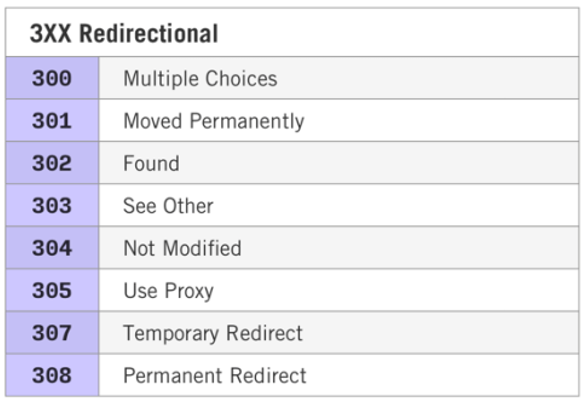 3XX Redirectional
300 Multiple Choices
301 Moved Permanently
302 Found
303 See Other
304 Not Modified
305 Use Proxy
307 Temporary Redirect
308 Permanent Redirect